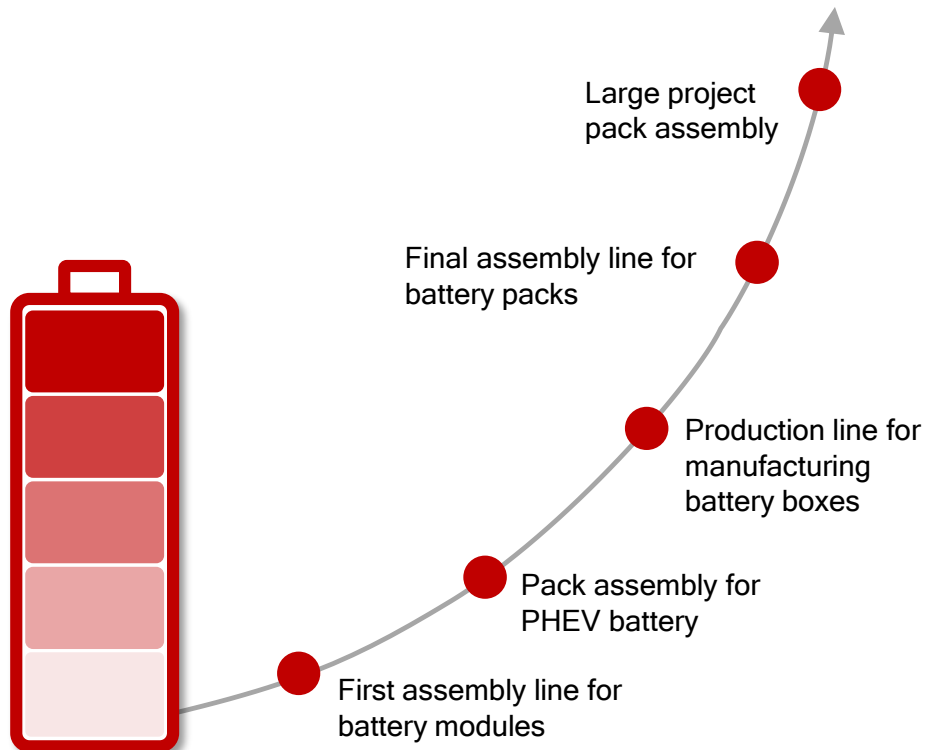 Large project
pack assembly
Final assembly line for
battery packs
Production line for
manufacturing
battery boxes
Pack assembly for
PHEV battery
First assembly line for
battery modules